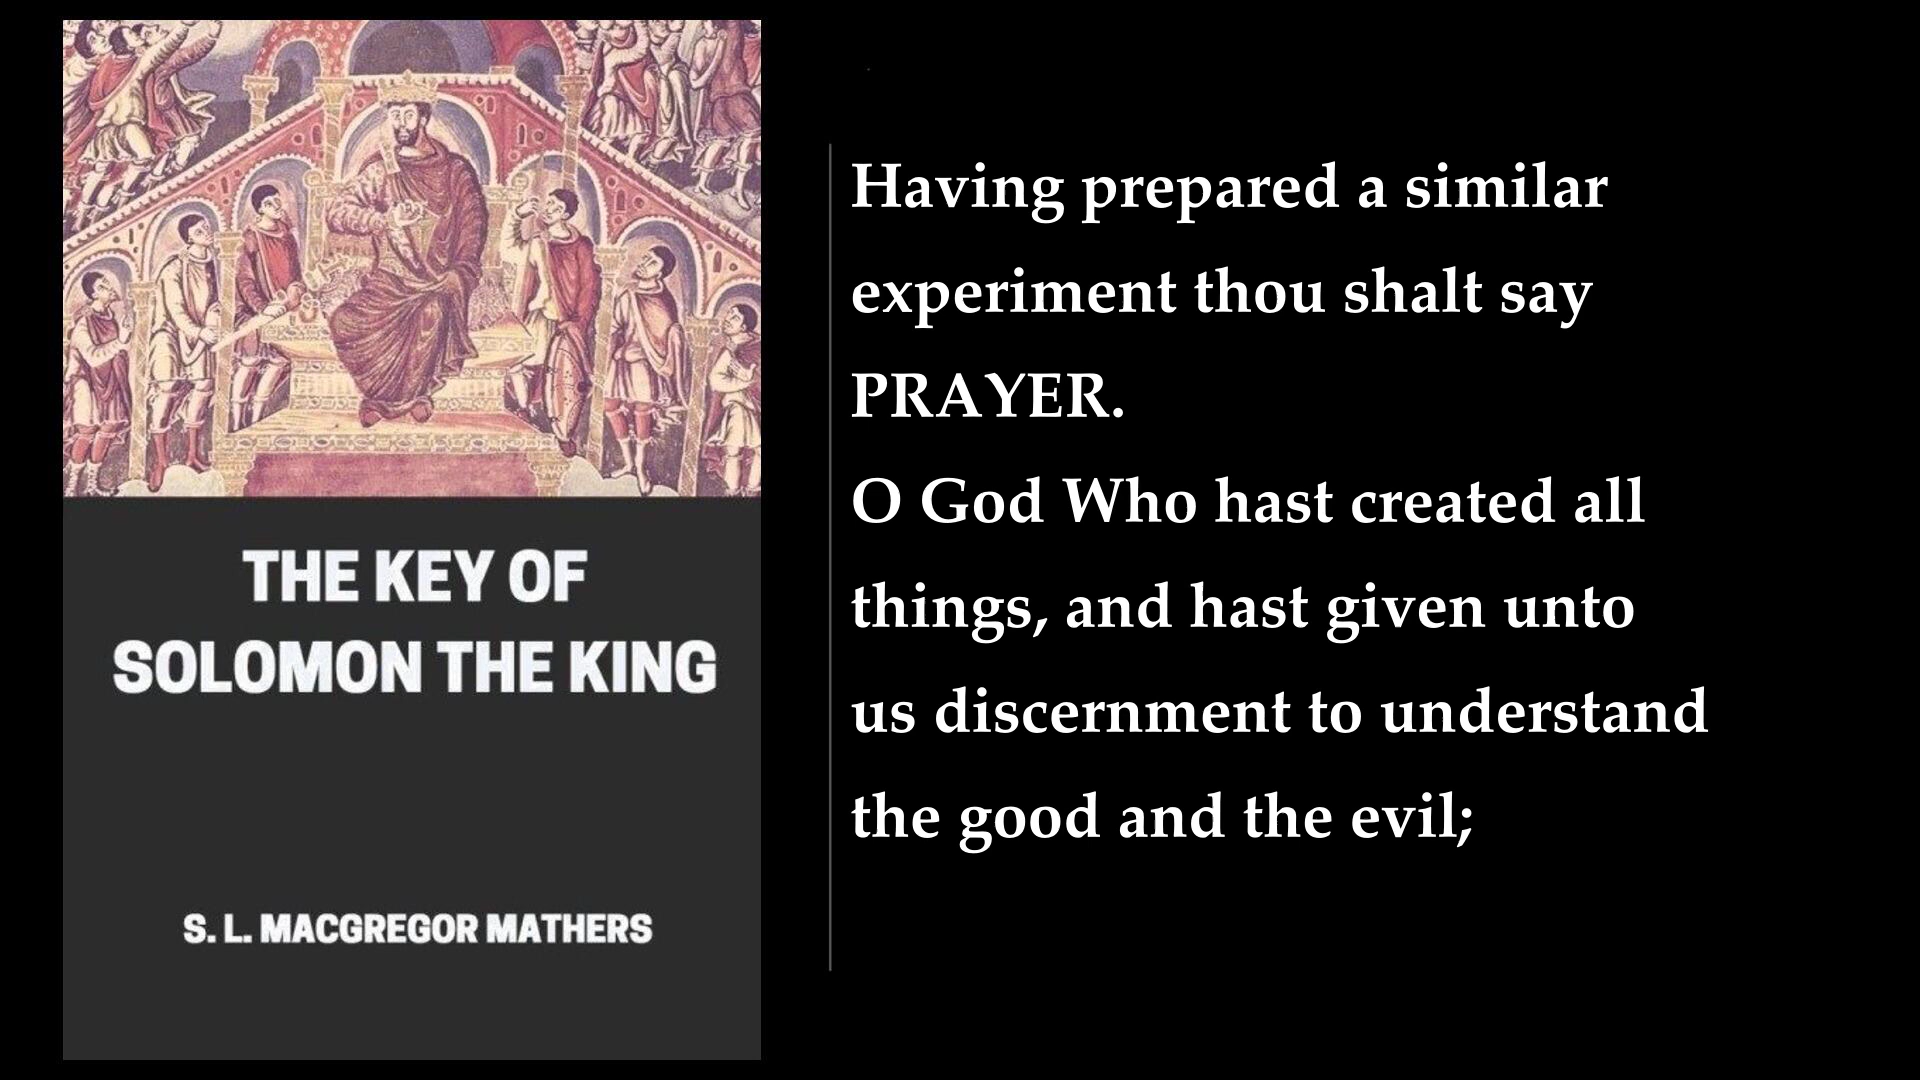 THE KEY OF
SOLOMON THE KING
S. L. MACGREGOR MATHERS
Having prepared a similar
experiment thou shalt say
PRAYER.
O God Who hast created all
things, and hast given unto
us discernment to understand
the good and the evil;